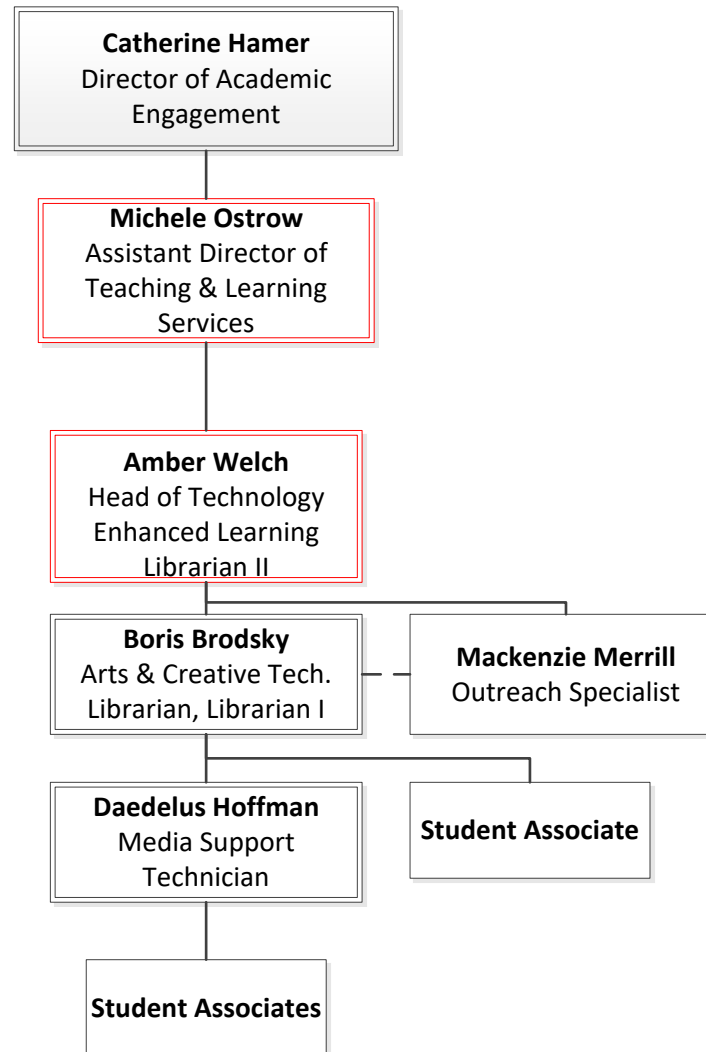 Catherine Hamer
Director of Academic
Engagement
Michele Ostrow
Assistant Director of
Teaching & Learning
Services
Amber Welch
Head of Technology
Enhanced Learning
Librarian II
Boris Brodsky
Arts & Creative Tech.
Librarian, Librarian I
Mackenzie Merrill
Outreach Specialist
Daedelus Hoffman
Media Support
Technician
Student Associate
Student Associates